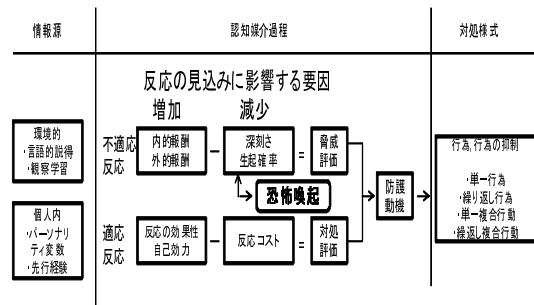 情報源
認知媒介過程
対処様式
反応の見込みに影響する要因
増加
減少
環境的
・言語的説得
・観察学習
不適応
反応
内的報酬
外的報酬
−
深刻さ
生起確率
=
脅威
評価
恐怖喚起
防護
動機
行為,行為の抑制
・単一行為
・繰り返し行為
・単一複合行動
・繰返し複合行動
個人内
・パーソナリ
ティ変数
・先行経験
適応
反応
反応の効果性
自己効力
−
反応コスト
=
対処
評価